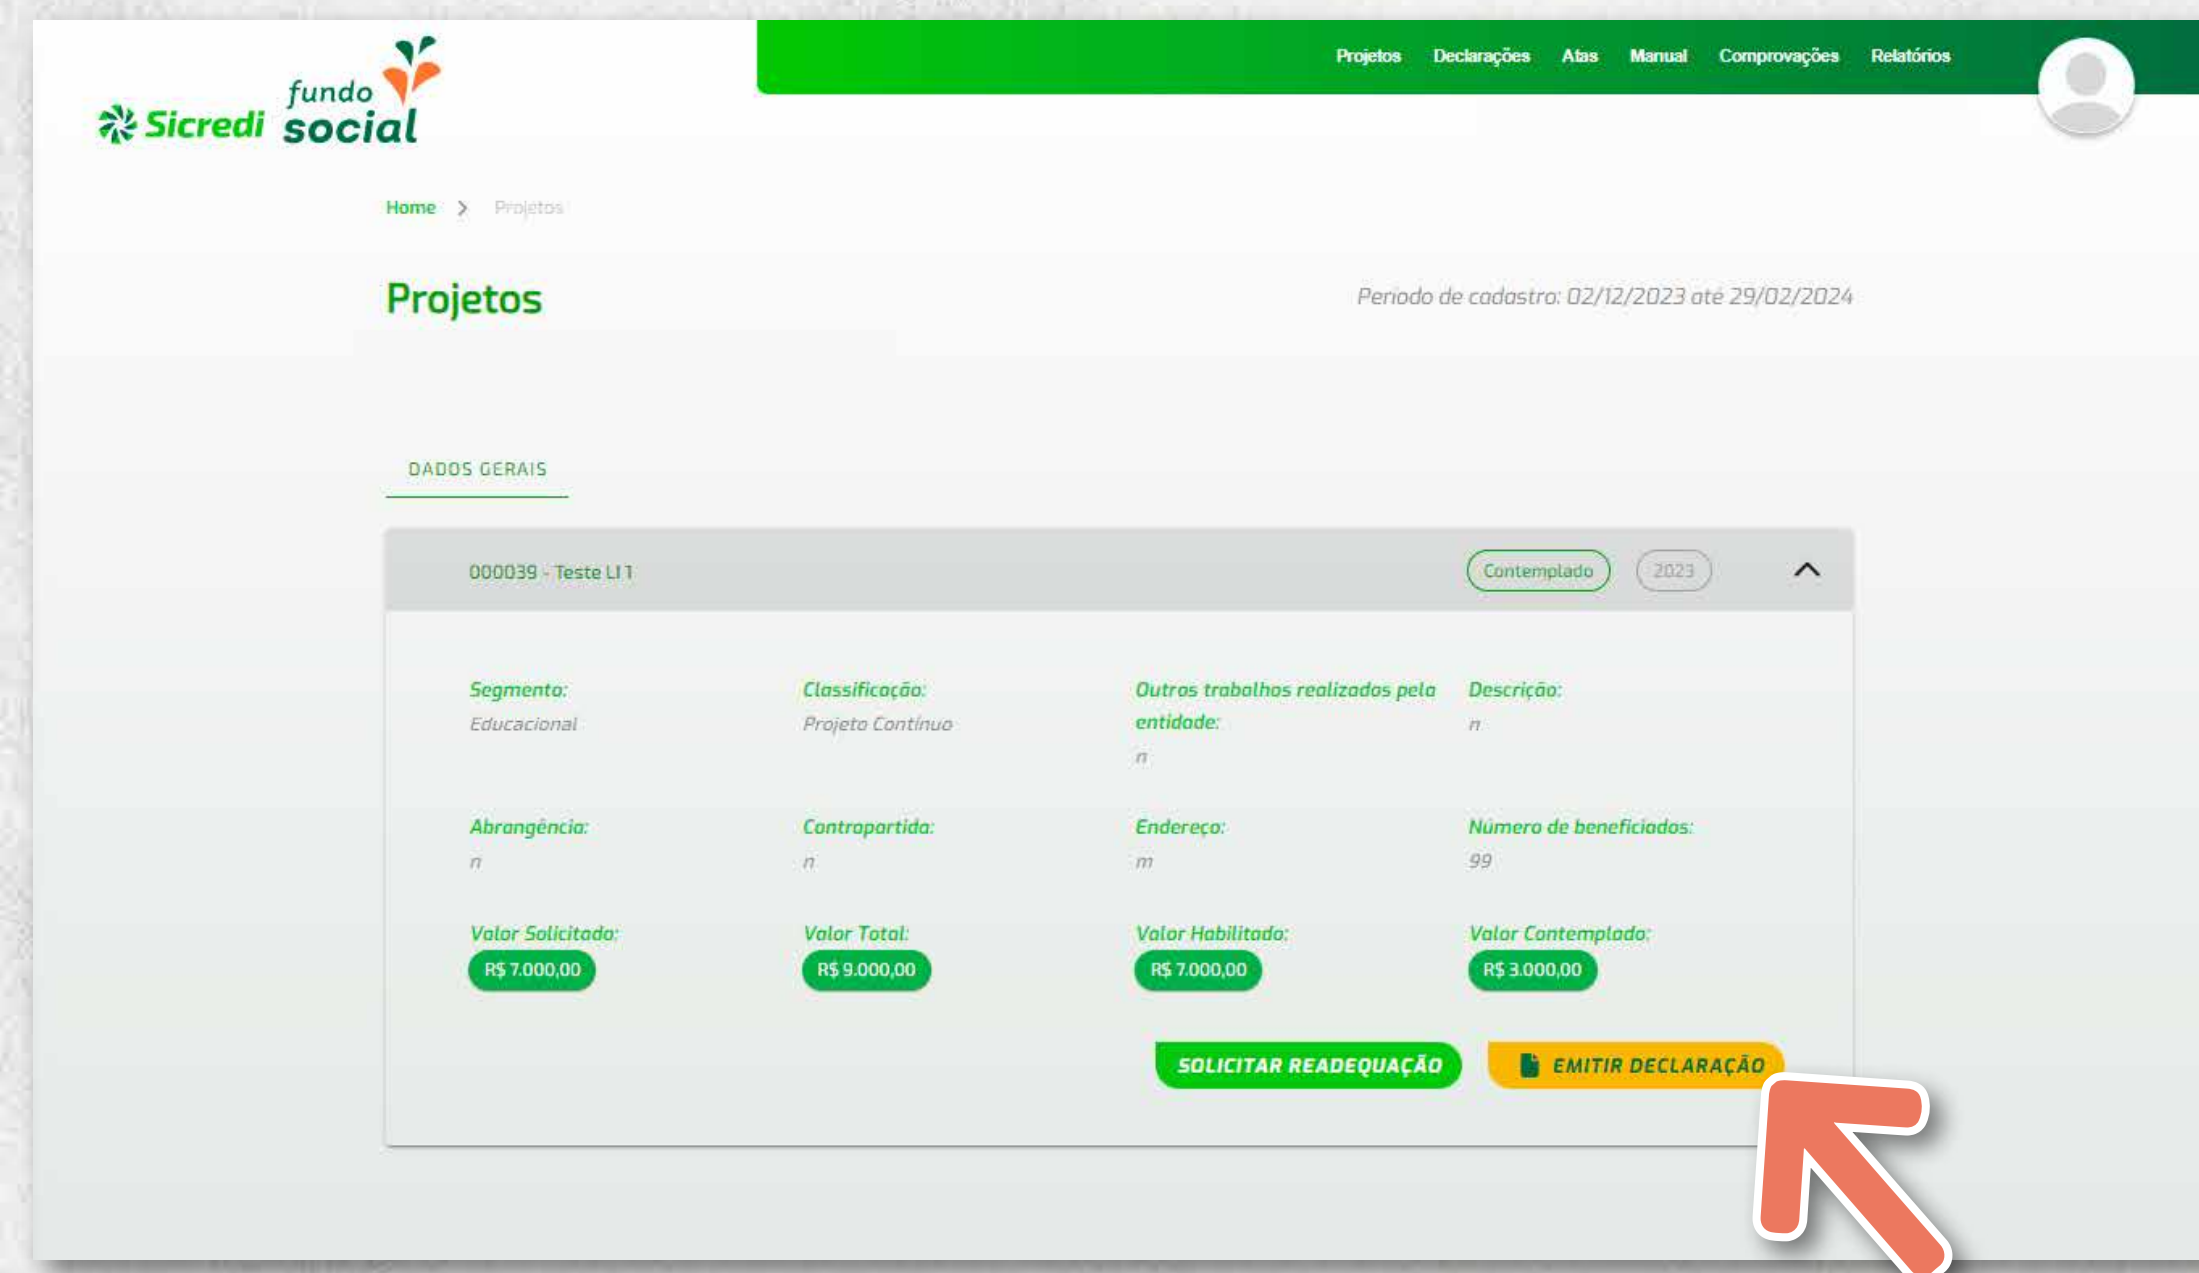 Projetos Declarações Atas Manual Comprovações Relatórios
Sicredi fundo social
Home > Projetos
Projetos
Período de cadastro: 02/12/2023 até 29/02/2024
DADOS GERAIS
000039 - Teste LI 1
Contemplado
2023
Segmento:
Educacional
Classificação:
Projeto Contínuo
Outros trabalhos realizados pela
entidade:
n
Descrição:
n
Abrangência:
n
Contrapartida:
n
Endereço:
m
Número de beneficiados:
99
Valor Solicitado:
R$ 7.000,00
Valor Total:
R$ 9.000,00
Valor Habilitado:
R$ 7.000,00
Valor Contemplado:
R$ 3.000,00
SOLICITAR READEQUAÇÃO
EMITIR DECLARAÇÃO